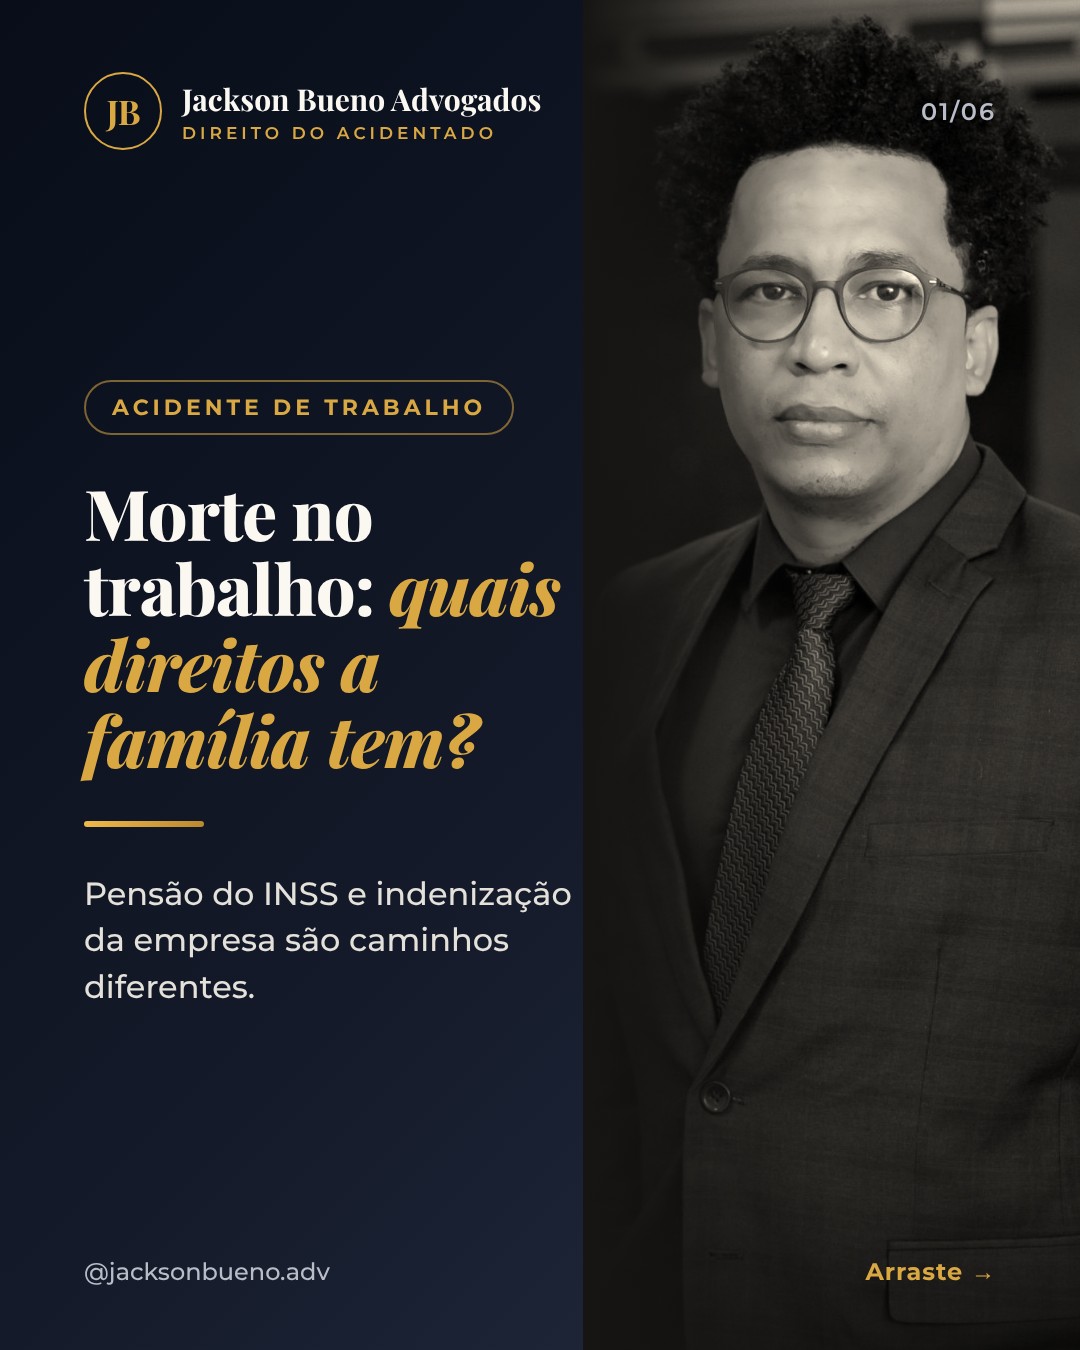 JB
Jackson Bueno Advogados
DIREITO DO ACIDENTADO
01/06
ACIDENTE DE TRABALHO
Morte no
trabalho: quais
direitos a
família tem?
Pensão do INSS e indenização
da empresa são caminhos
diferentes.
@jacksonbueno.adv
Arraste →